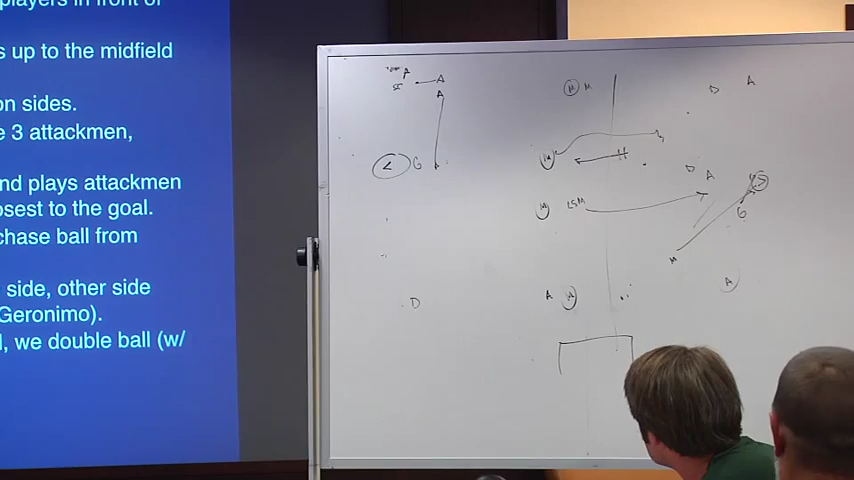 players in front of
s up to the midfield
on sides.
e 3 attackmen,
nd plays attackmen
osest to the goal.
chase ball from
side, other side
Geronimo).
l, we double ball (w/
A
A
M
M
D
A
G
M
D
A
M
LSM
G
M
D
A
M
A